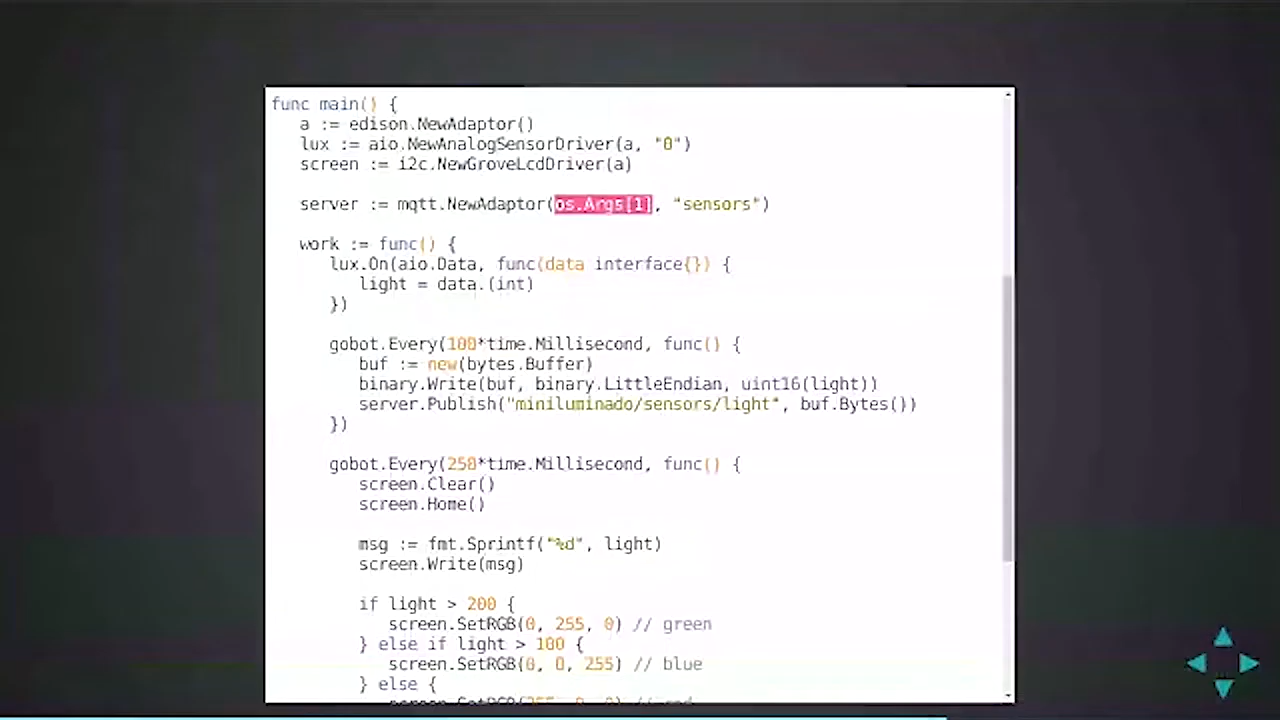 func main() {
a := edison.NewAdaptor()
lux := aio.NewAnalogSensorDriver(a, "0")
screen := i2c.NewGroveLcdDriver(a)
server := mqtt.NewAdaptor(os.Args[1], "sensors")
work := func() {
lux.On(aio.Data, func(data interface{}) {
light = data.(int)
})
gobot.Every(100*time.Millisecond, func() {
buf := new(bytes.Buffer)
binary.Write(buf, binary.LittleEndian, uint16(light))
server.Publish("miniluminado/sensors/light", buf.Bytes())
})
gobot.Every(250*time.Millisecond, func() {
screen.Clear()
screen.Home()
msg := fmt.Sprintf("%d", light)
screen.Write(msg)
if light > 200 {
screen.SetRGB(0, 255, 0) // green
} else if light > 100 {
screen.SetRGB(0, 0, 255) // blue
} else {